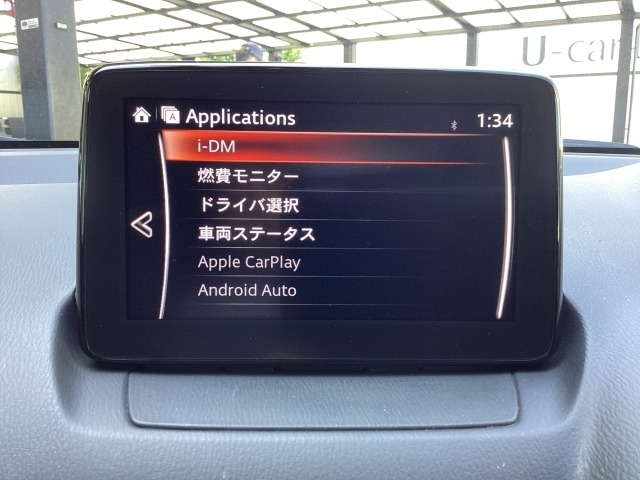 U-car
A Applications 1:34
i-DM
燃費モニター
ドライバ選択
車両ステータス
Apple CarPlay
Android Auto